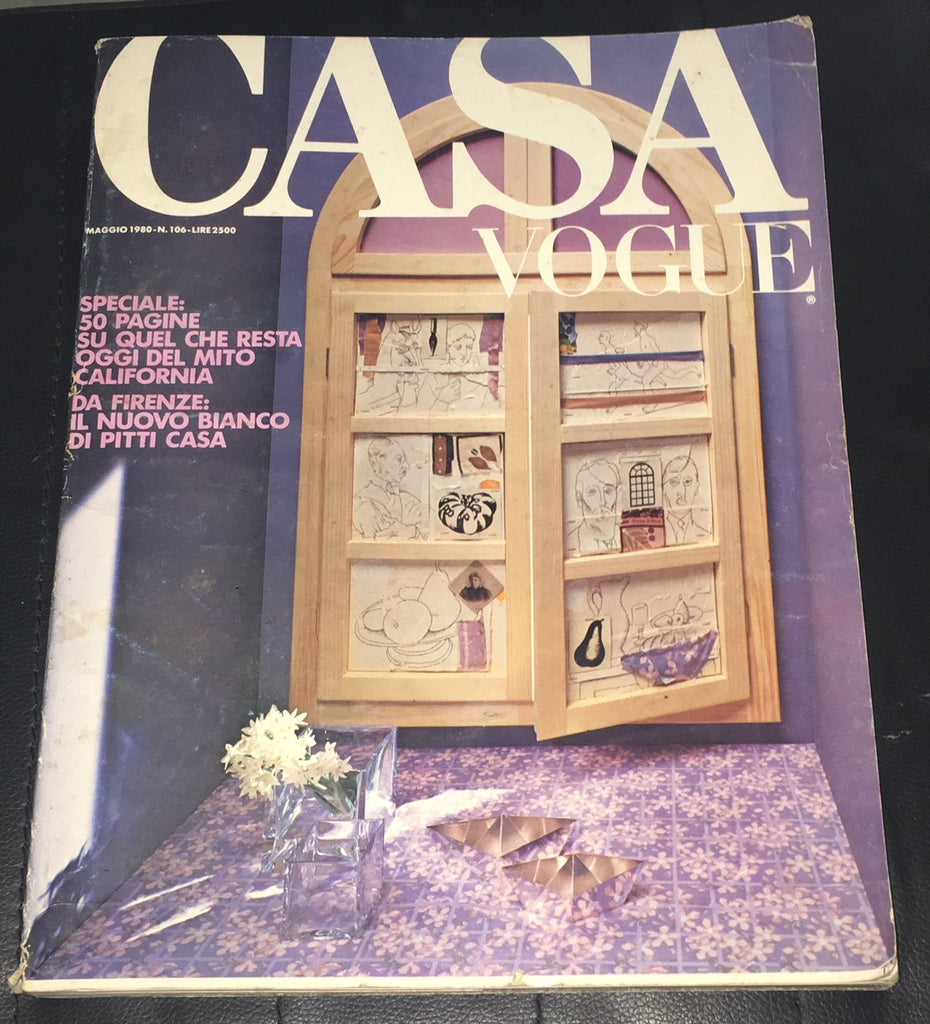 CASA
VOGUE
®
MAGGIO 1980 - N. 106 - LIRE 2500
SPECIALE:
50 PAGINE
SU QUEL CHE RESTA
OGGI DEL MITO
CALIFORNIA
DA FIRENZE:
IL NUOVO BIANCO
DI PITTI CASA